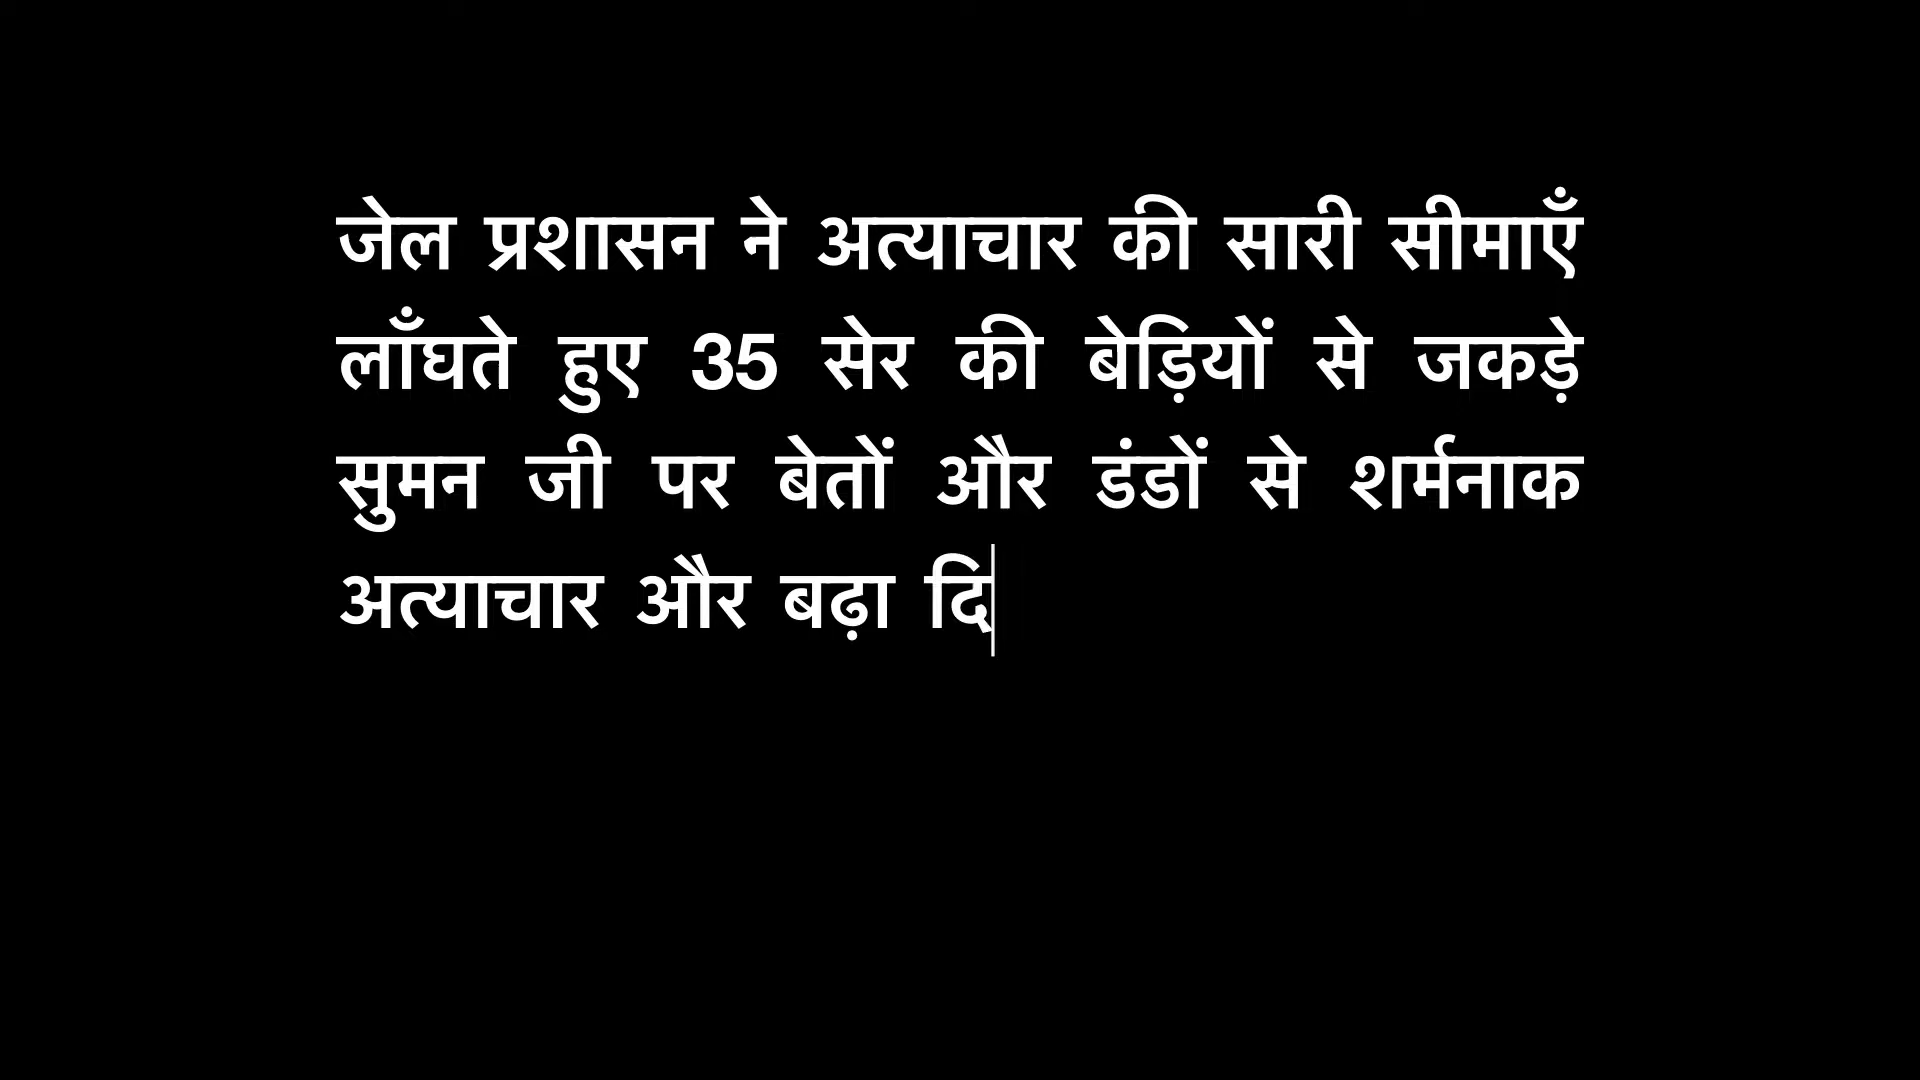 जेल प्रशासन ने अत्याचार की सारी सीमाएँ
लाँघते हुए 35 सेर की बेड़ियों से जकड़े
सुमन जी पर बेतों और डंडों से शर्मनाक
अत्याचार और बढ़ा दि